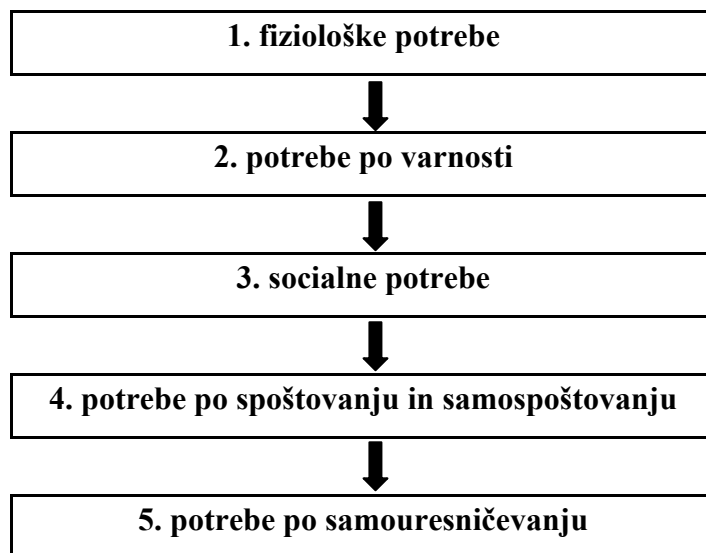 1. fiziološke potrebe
2. potrebe po varnosti
3. socialne potrebe
4. potrebe po spoštovanju in samospoštovanju
5. potrebe po samouresničevanju